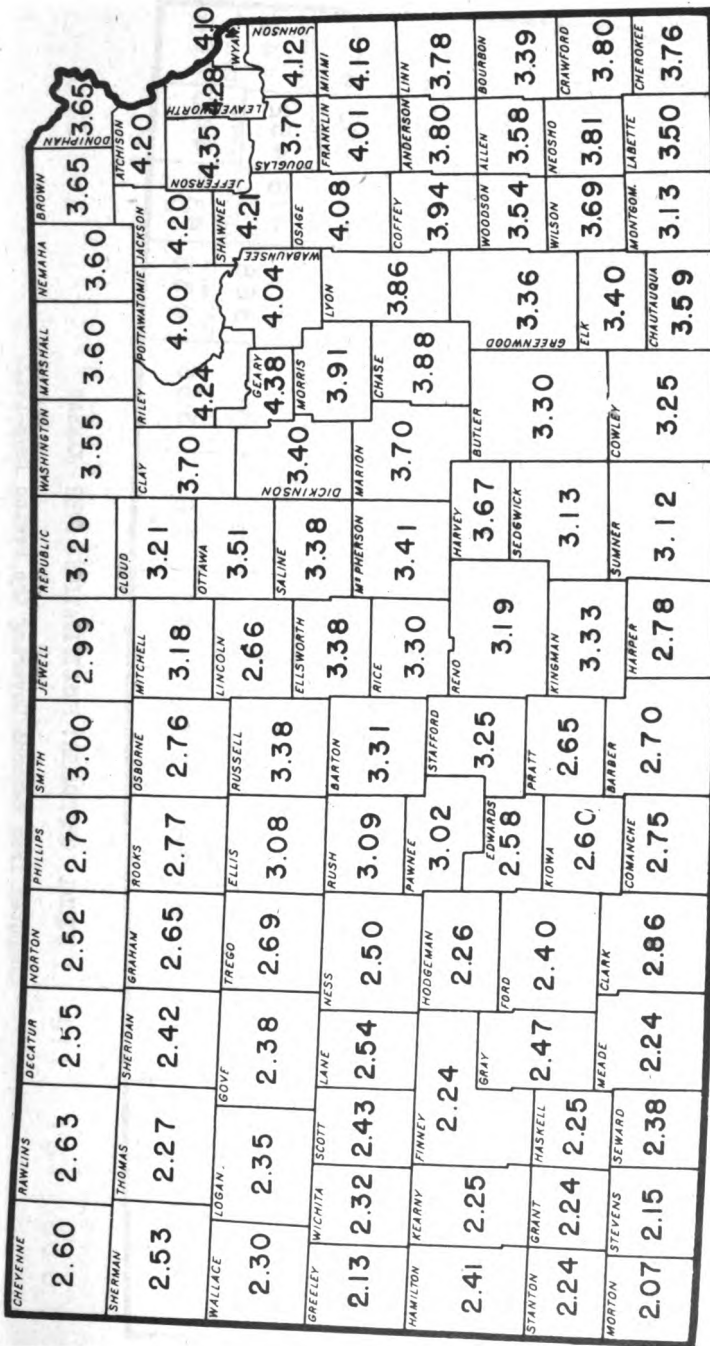 CHEYENNE
2.60
RAWLINS
2.63
DECATUR
2.55
NORTON
2.52
PHILLIPS
2.79
SMITH
3.00
JEWELL
2.99
REPUBLIC
3.20
WASHINGTON
3.55
MARSHALL
3.60
NEMAHA
3.60
BROWN
3.65
DONIPHAN
3.65
SHERMAN
2.53
THOMAS
2.27
SHERIDAN
2.42
GRAHAM
2.65
ROOKS
2.77
OSBORNE
2.76
MITCHELL
3.18
CLOUD
3.21
CLAY
3.70
RILEY
4.24
POTTAWATOMIE
4.00
JACKSON
4.20
ATCHISON
4.20
JEFFERSON
4.35
LEAVENWORTH
4.28
WYAN.
4.10
WALLACE
2.30
LOGAN.
2.35
GOVE
2.38
TREGO
2.69
ELLIS
3.08
RUSSELL
3.38
LINCOLN
2.66
OTTAWA
3.51
DICKINSON
3.40
GEARY
4.38
WABAUNSEE
4.04
SHAWNEE
4.21
DOUGLAS
3.70
JOHNSON
4.12
GREELEY
2.13
WICHITA
2.32
SCOTT
2.43
LANE
2.54
NESS
2.50
RUSH
3.09
BARTON
3.31
ELLSWORTH
3.38
SALINE
3.38
MORRIS
3.91
LYON
3.86
OSAGE
4.08
FRANKLIN
4.01
MIAMI
4.16
HAMILTON
2.41
KEARNY
2.25
FINNEY
2.24
HODGEMAN
2.26
PAWNEE
3.02
STAFFORD
3.25
RICE
3.30
McPHERSON
3.41
MARION
3.70
CHASE
3.88
COFFEY
3.94
ANDERSON
3.80
LINN
3.78
GRAY
2.47
FORD
2.40
EDWARDS
2.58
RENO
3.19
HARVEY
3.67
BUTLER
3.30
GREENWOOD
3.36
WOODSON
3.54
ALLEN
3.58
BOURBON
3.39
STANTON
2.24
GRANT
2.24
HASKELL
2.25
KIOWA
2.60
PRATT
2.65
KINGMAN
3.33
SEDGWICK
3.13
ELK
3.40
WILSON
3.69
NEOSHO
3.81
CRAWFORD
3.80
MORTON
2.07
STEVENS
2.15
SEWARD
2.38
MEADE
2.24
CLARK
2.86
COMANCHE
2.75
BARBER
2.70
HARPER
2.78
SUMNER
3.12
COWLEY
3.25
CHAUTAUQUA
3.59
MONTGOM.
3.13
LABETTE
3.50
CHEROKEE
3.76